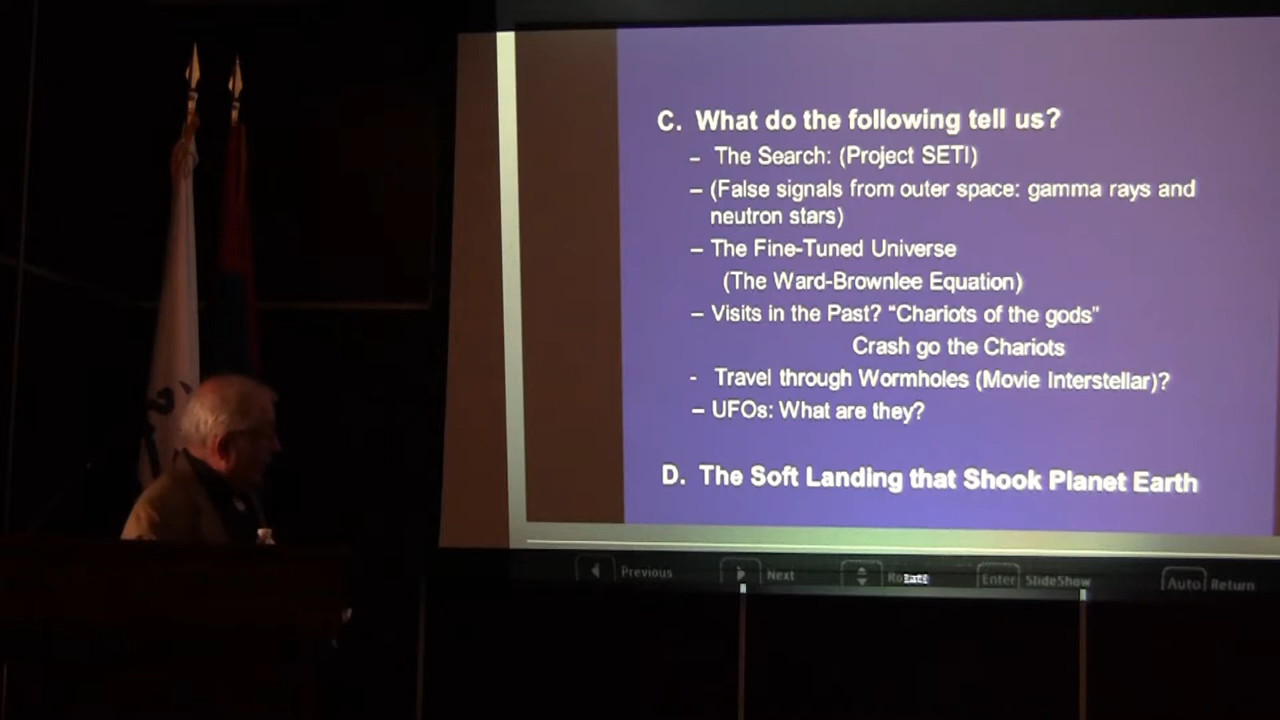 C. What do the following tell us?
– The Search: (Project SETI)
– (False signals from outer space: gamma rays and
neutron stars)
– The Fine-Tuned Universe
(The Ward-Brownlee Equation)
– Visits in the Past? “Chariots of the gods”
Crash go the Chariots
- Travel through Wormholes (Movie Interstellar)?
– UFOs: What are they?
D. The Soft Landing that Shook Planet Earth
Previous Next Enter SlideShow Auto Return